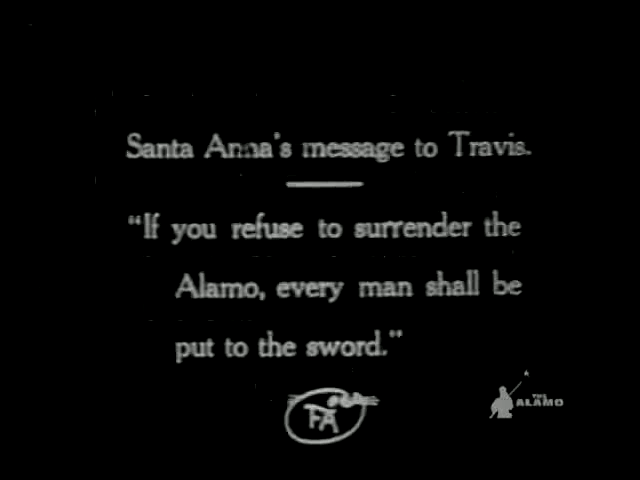 Santa Anna's message to Travis.
"If you refuse to surrender the
Alamo, every man shall be
put to the sword."
FA
THE
ALAMO